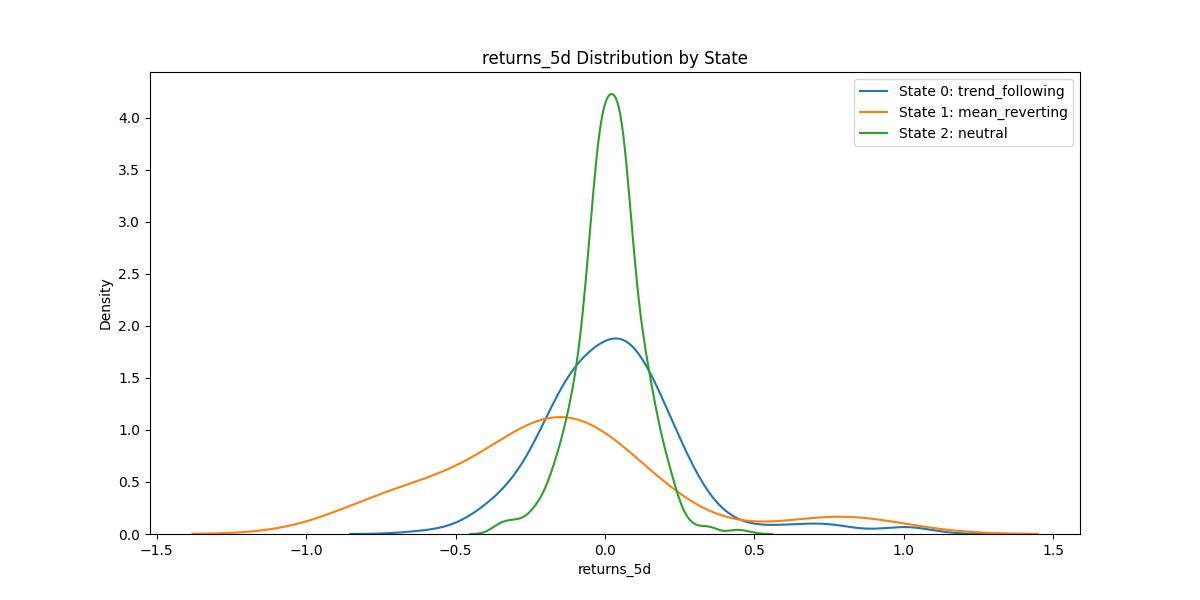 returns_5d Distribution by State
State 0: trend_following
State 1: mean_reverting
State 2: neutral
Density
4.0
3.5
3.0
2.5
2.0
1.5
1.0
0.5
0.0
−1.5 −1.0 −0.5 0.0 0.5 1.0 1.5
returns_5d